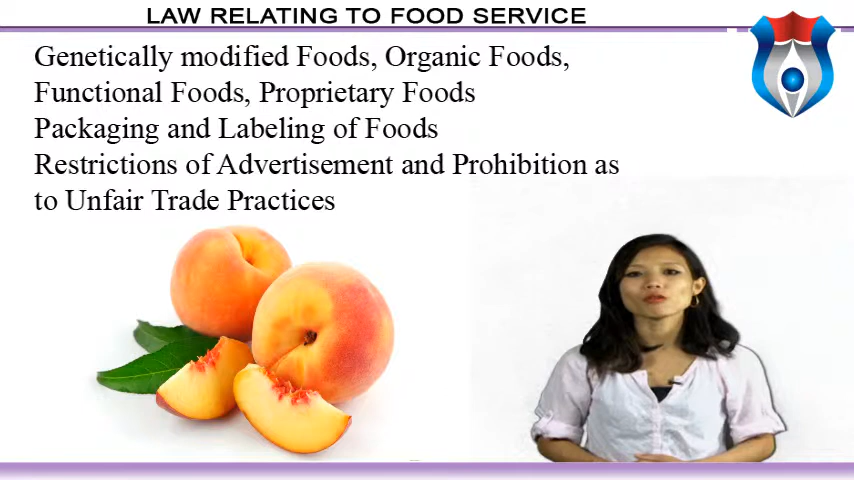 LAW RELATING TO FOOD SERVICE
Genetically modified Foods, Organic Foods,
Functional Foods, Proprietary Foods
Packaging and Labeling of Foods
Restrictions of Advertisement and Prohibition as
to Unfair Trade Practices